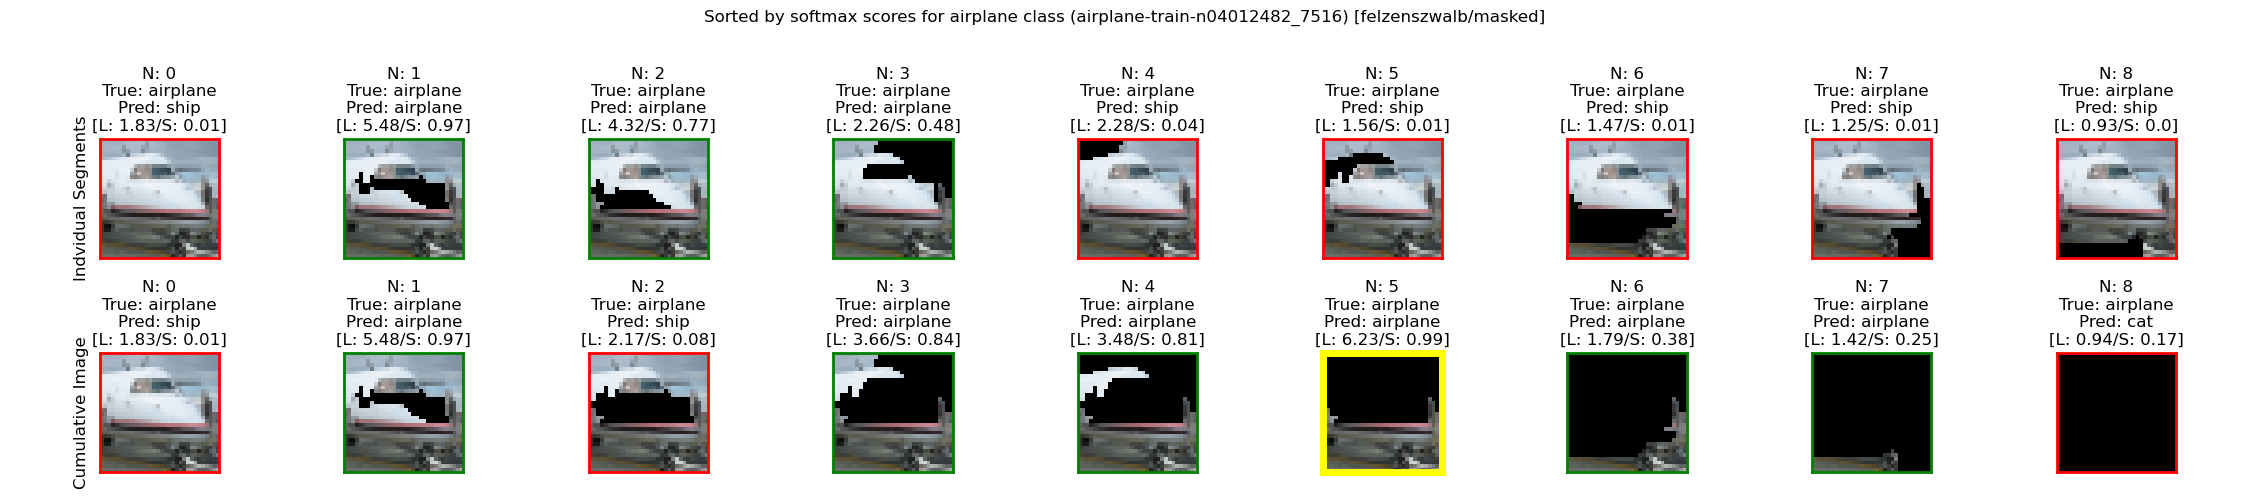 Sorted by softmax scores for airplane class (airplane-train-n04012482_7516) [felzenszwalb/masked]
Indvidual Segments
N: 0
True: airplane
Pred: ship
[L: 1.83/S: 0.01]
N: 1
True: airplane
Pred: airplane
[L: 5.48/S: 0.97]
N: 2
True: airplane
Pred: airplane
[L: 4.32/S: 0.77]
N: 3
True: airplane
Pred: airplane
[L: 2.26/S: 0.48]
N: 4
True: airplane
Pred: ship
[L: 2.28/S: 0.04]
N: 5
True: airplane
Pred: ship
[L: 1.56/S: 0.01]
N: 6
True: airplane
Pred: ship
[L: 1.47/S: 0.01]
N: 7
True: airplane
Pred: ship
[L: 1.25/S: 0.01]
N: 8
True: airplane
Pred: ship
[L: 0.93/S: 0.0]
Cumulative Image
N: 0
True: airplane
Pred: ship
[L: 1.83/S: 0.01]
N: 1
True: airplane
Pred: airplane
[L: 5.48/S: 0.97]
N: 2
True: airplane
Pred: ship
[L: 2.17/S: 0.08]
N: 3
True: airplane
Pred: airplane
[L: 3.66/S: 0.84]
N: 4
True: airplane
Pred: airplane
[L: 3.48/S: 0.81]
N: 5
True: airplane
Pred: airplane
[L: 6.23/S: 0.99]
N: 6
True: airplane
Pred: airplane
[L: 1.79/S: 0.38]
N: 7
True: airplane
Pred: airplane
[L: 1.42/S: 0.25]
N: 8
True: airplane
Pred: cat
[L: 0.94/S: 0.17]